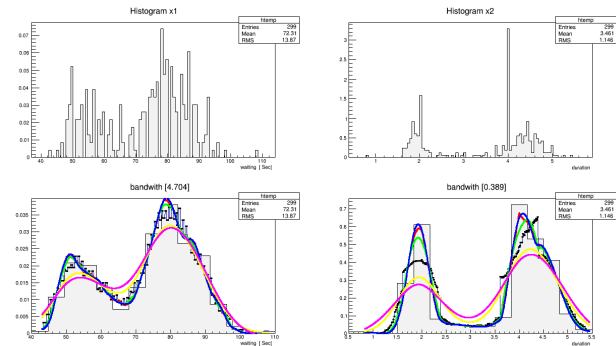 Histogram x1
htemp
Entries 299
Mean 72.31
RMS 13.87
0.07
0.06
0.05
0.04
0.03
0.02
0.01
0
40 50 60 70 80 90 100 110
waiting [Sec]
Histogram x2
htemp
Entries 299
Mean 3.461
RMS 1.146
3
2.5
2
1.5
1
0.5
0
1 2 3 4 5
duration
bandwith [4.704]
htemp
Entries 299
Mean 72.31
RMS 13.87
0.035
0.03
0.025
0.02
0.015
0.01
0.005
0
40 50 60 70 80 90 100 110
waiting [Sec]
bandwith [0.389]
htemp
Entries 299
Mean 3.461
RMS 1.146
0.7
0.6
0.5
0.4
0.3
0.2
0.1
0.5 1 1.5 2 2.5 3 3.5 4 4.5 5 5.5
duration